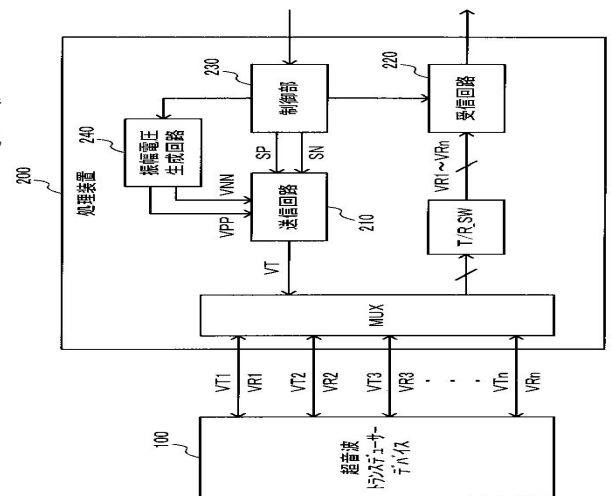 200
処理装置
240
振幅電圧
生成回路
230
制御部
220
受信回路
VPP
VNN
SP
SN
送信回路
210
VT
VR1~VRn
T/R_SW
MUX
VT1
VR1
VT2
VR2
VT3
VR3
· · · ·
VTn
VRn
100
超音波
トランスデューサー
デバイス